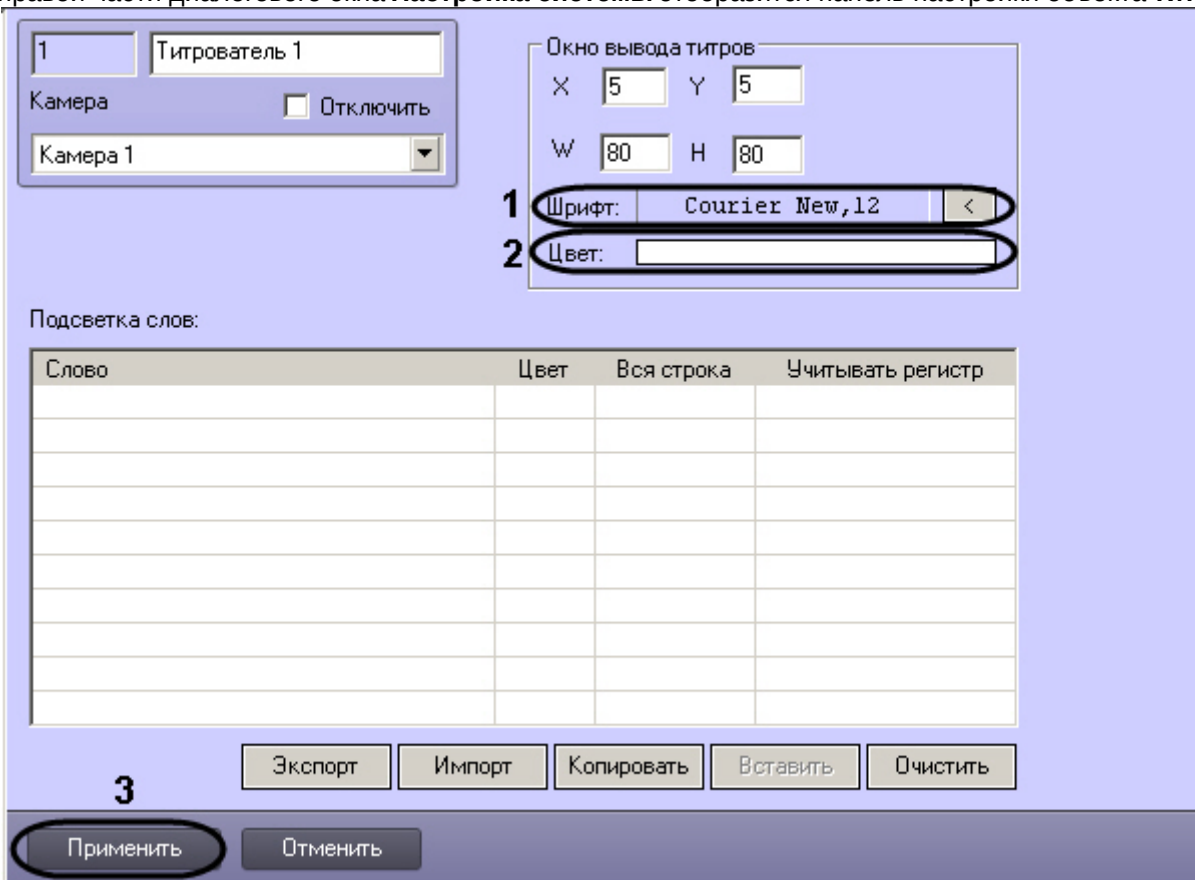 правой части диалогового окна Настройка системы отобразится панель настройки объекта
1 Титрователь 1
Камера Отключить
Камера 1
Окно вывода титров
X 5 Y 5
W 80 H 80
1 Шрифт: Courier New,12 <
2 Цвет:
Подсветка слов:
Слово Цвет Вся строка Учитывать регистр
Экспорт Импорт Копировать Вставить Очистить
3
Применить Отменить